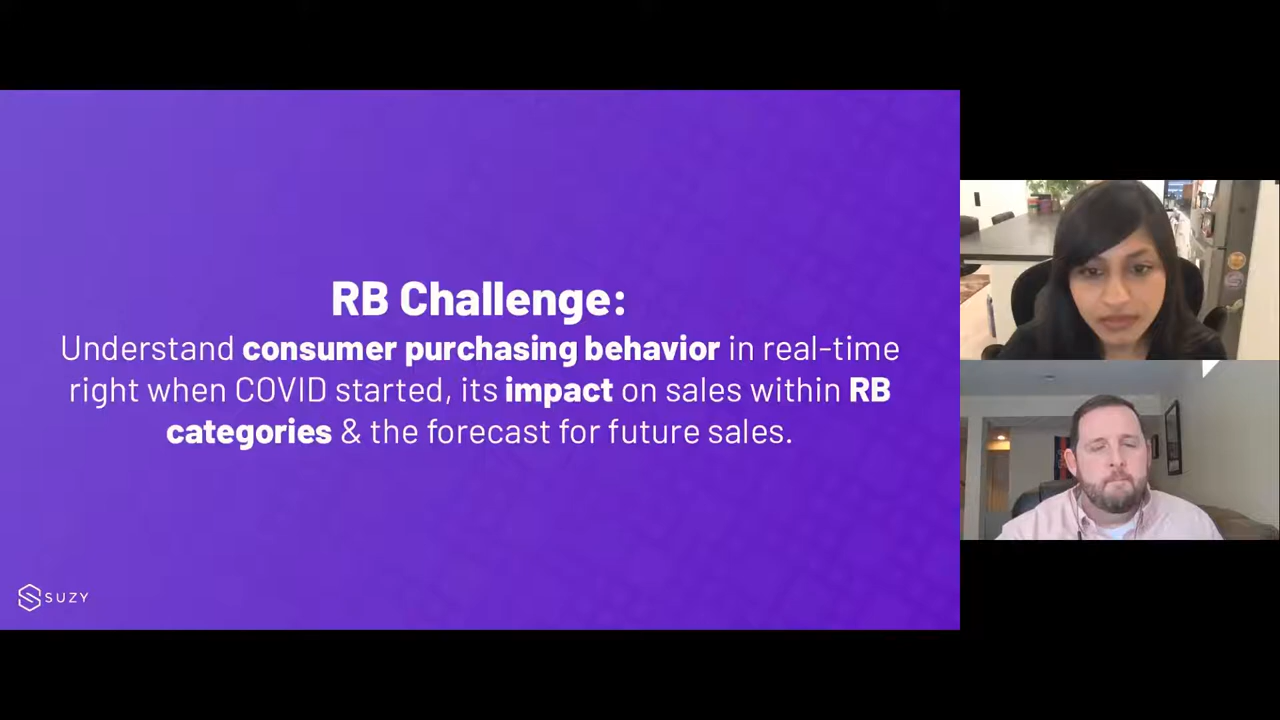 RB Challenge:
Understand consumer purchasing behavior in real-time
right when COVID started, its impact on sales within RB
categories & the forecast for future sales.
SUZY